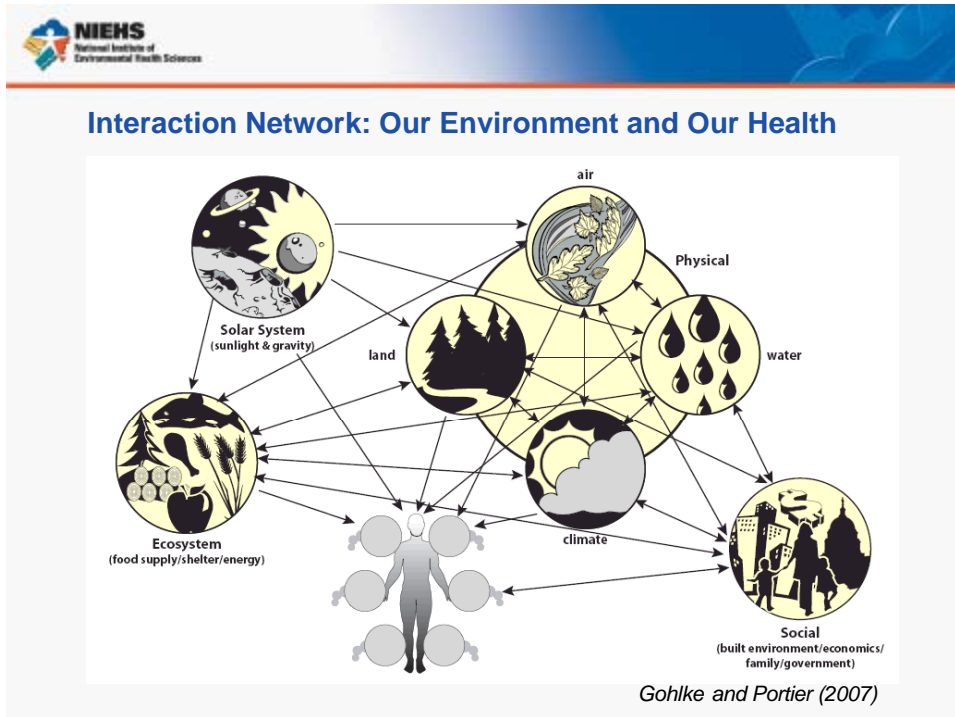 NIEHS
National Institute of
Environmental Health Sciences
Interaction Network: Our Environment and Our Health
air
Physical
Solar System
(sunlight & gravity)
land
water
Ecosystem
(food supply/shelter/energy)
climate
Social
(built environment/economics/
family/government)
Gohlke and Portier (2007)